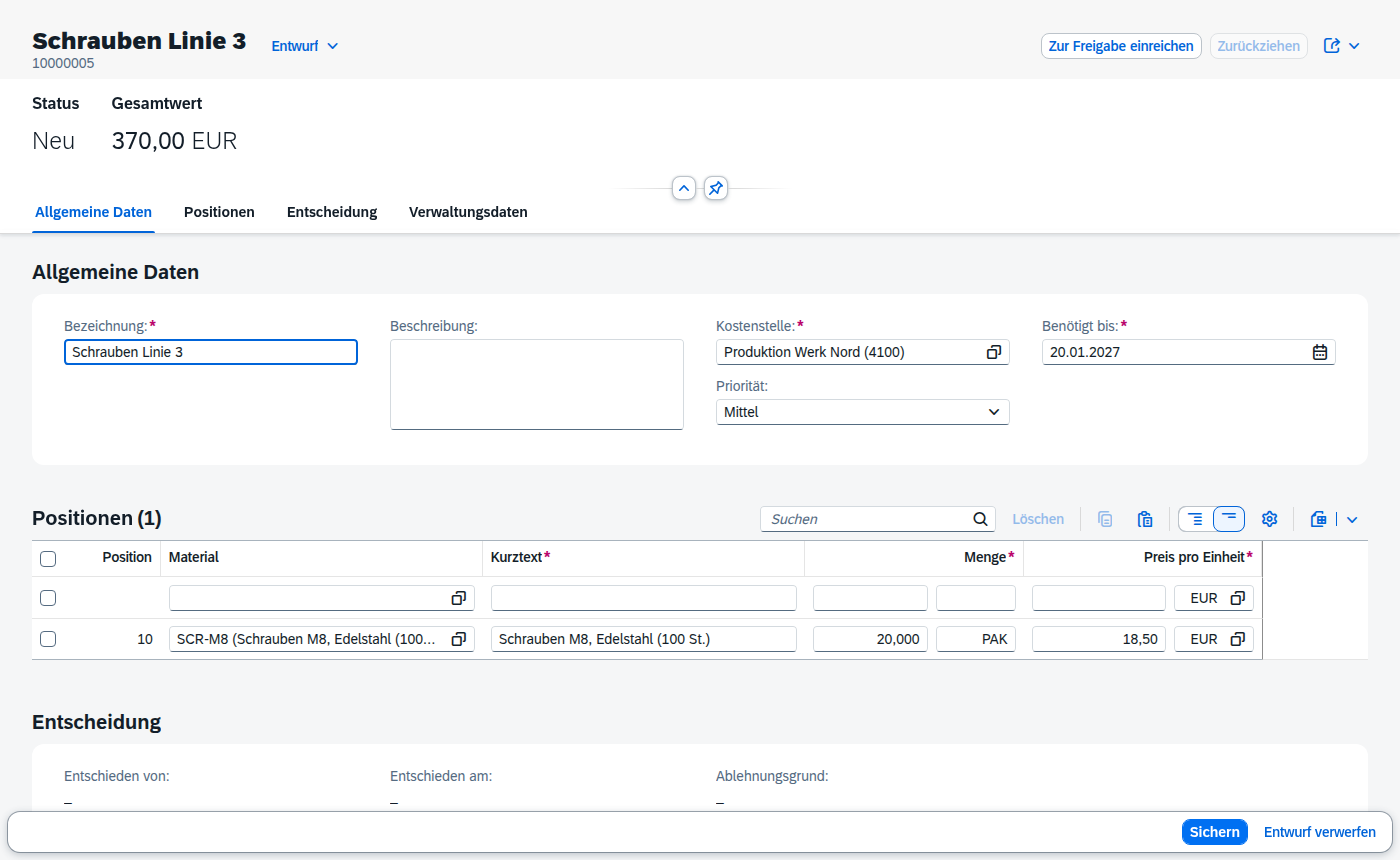 Schrauben Linie 3 Entwurf Zur Freigabe einreichen Zurückziehen
10000005
Status Gesamtwert
Neu 370,00 EUR
Allgemeine Daten Positionen Entscheidung Verwaltungsdaten
Allgemeine Daten
Bezeichnung:* Beschreibung: Kostenstelle:* Benötigt bis:*
Schrauben Linie 3 Produktion Werk Nord (4100) 20.01.2027
Priorität:
Mittel
Positionen (1) Suchen Löschen
Position Material Kurztext* Menge* Preis pro Einheit*
EUR
10 SCR-M8 (Schrauben M8, Edelstahl (100... Schrauben M8, Edelstahl (100 St.) 20,000 PAK 18,50 EUR
Entscheidung
Entschieden von: Entschieden am: Ablehnungsgrund:
– – –
Sichern Entwurf verwerfen